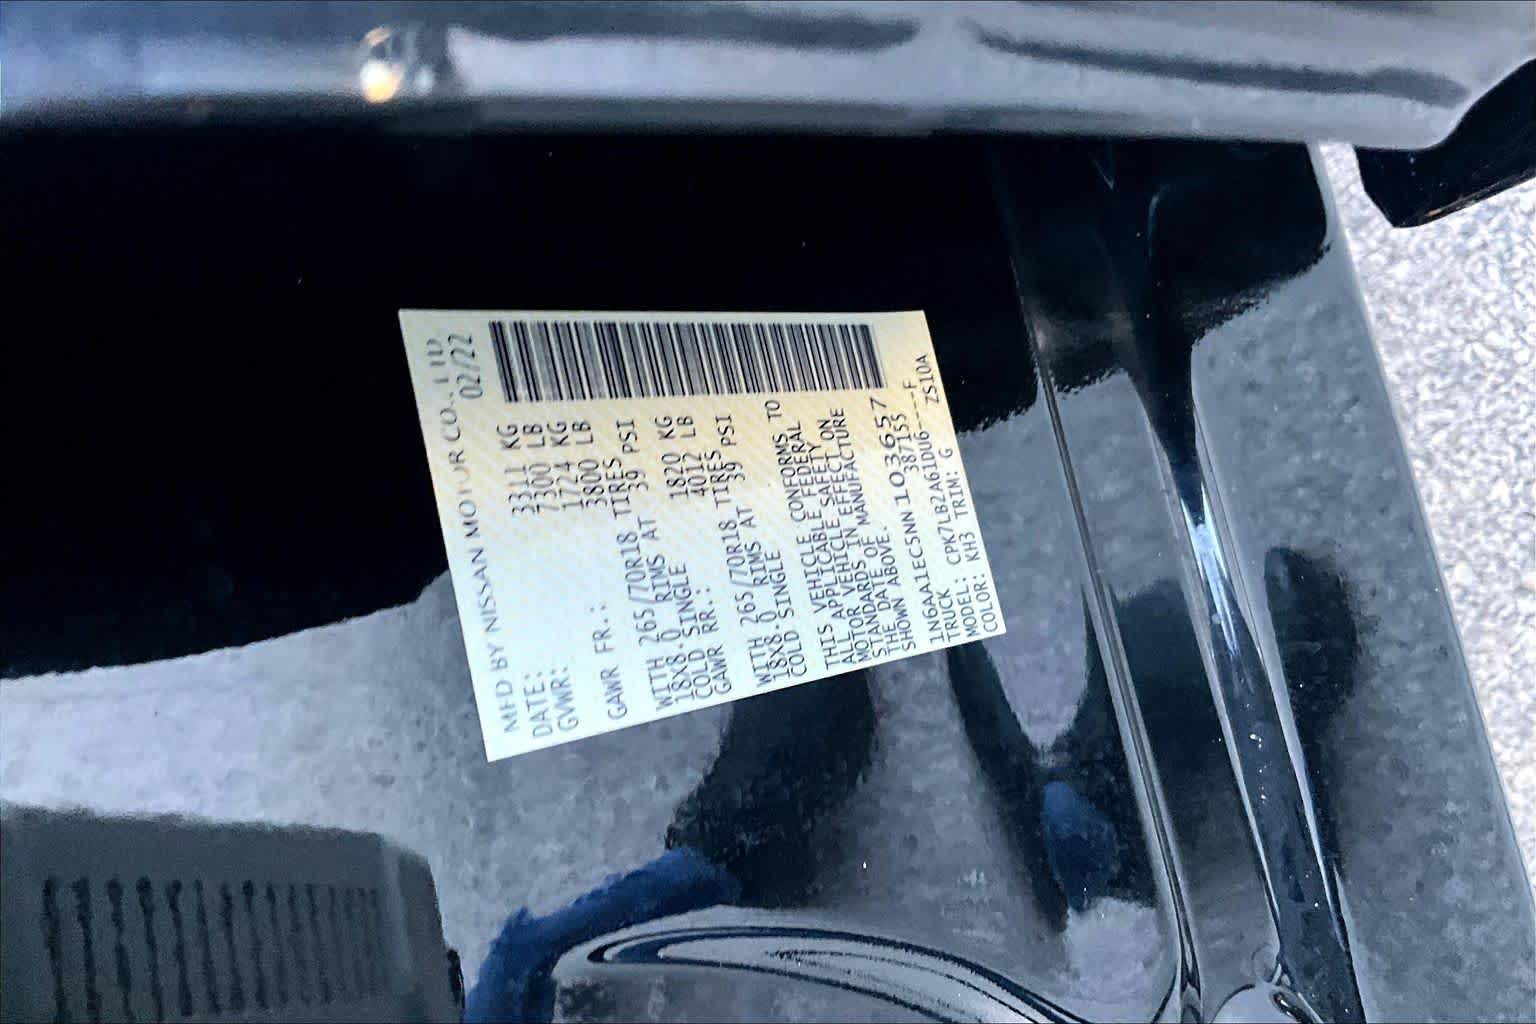 MFD BY NISSAN MOTOR CO., LTD
DATE: 02/22
GVWR: 3311 KG
7300 LB
GAWR FR.: 1724 KG
3800 LB
WITH 265/70R18 TIRES
18X8.0 RIMS AT 39 PSI
COLD SINGLE
GAWR RR.: 1820 KG
4012 LB
WITH 265/70R18 TIRES
18X8.0 RIMS AT 39 PSI
COLD SINGLE
THIS VEHICLE CONFORMS TO
ALL APPLICABLE FEDERAL
MOTOR VEHICLE SAFETY
STANDARDS IN EFFECT ON
THE DATE OF MANUFACTURE
SHOWN ABOVE.
1N6AA1EC5NN103657
TRUCK 387155
MODEL: CPK7LB2A61DU6----F
COLOR: KH3 TRIM: G ZS10A